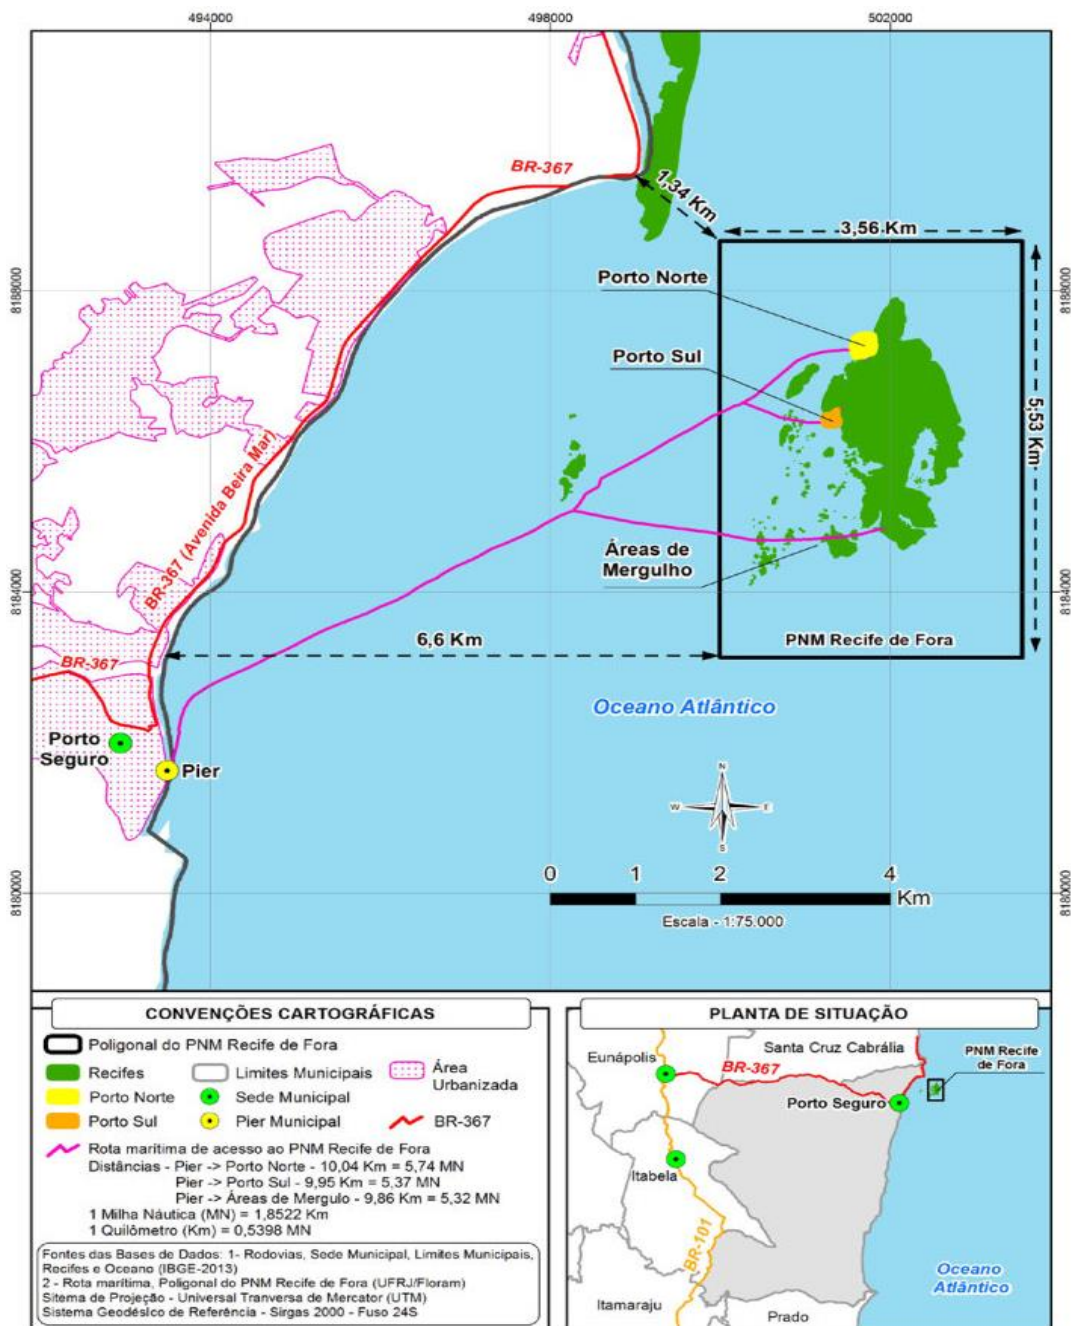 494000
498000
502000
BR-367
1,34 Km
3,56 Km
Porto Norte
8188000
8188000
Porto Sul
5,53 Km
BR-367 (Avenida Beira Mar)
Áreas de
Mergulho
8184000
8184000
6,6 Km
PNM Recife de Fora
BR-367
Oceano Atlântico
Porto
Seguro
Pier
N
W
E
S
0
1
2
4
Km
Escala - 1:75.000
8180000
8180000
CONVENÇÕES CARTOGRÁFICAS
Poligonal do PNM Recife de Fora
Recifes
Limites Municipais
Área
Urbanizada
Porto Norte
Sede Municipal
Porto Sul
Pier Municipal
BR-367
Rota marítima de acesso ao PNM Recife de Fora
Distâncias - Pier -> Porto Norte - 10,04 Km = 5,74 MN
Pier -> Porto Sul - 9,95 Km = 5,37 MN
Pier -> Áreas de Mergulo - 9,86 Km = 5,32 MN
1 Milha Náutica (MN) = 1,8522 Km
1 Quilômetro (Km) = 0,5398 MN
Fontes das Bases de Dados: 1- Rodovias, Sede Municipal, Limites Municipais,
Recifes e Oceano (IBGE-2013)
2 - Rota marítima, Poligonal do PNM Recife de Fora (UFRJ/Floram)
Sitema de Projeção - Universal Tranversa de Mercator (UTM)
Sistema Geodésico de Referência - Sirgas 2000 - Fuso 24S
PLANTA DE SITUAÇÃO
Santa Cruz Cabrália
PNM Recife
de Fora
Eunápolis
BR-367
Porto Seguro
Itabela
BR-101
Oceano
Atlântico
Itamaraju
Prado